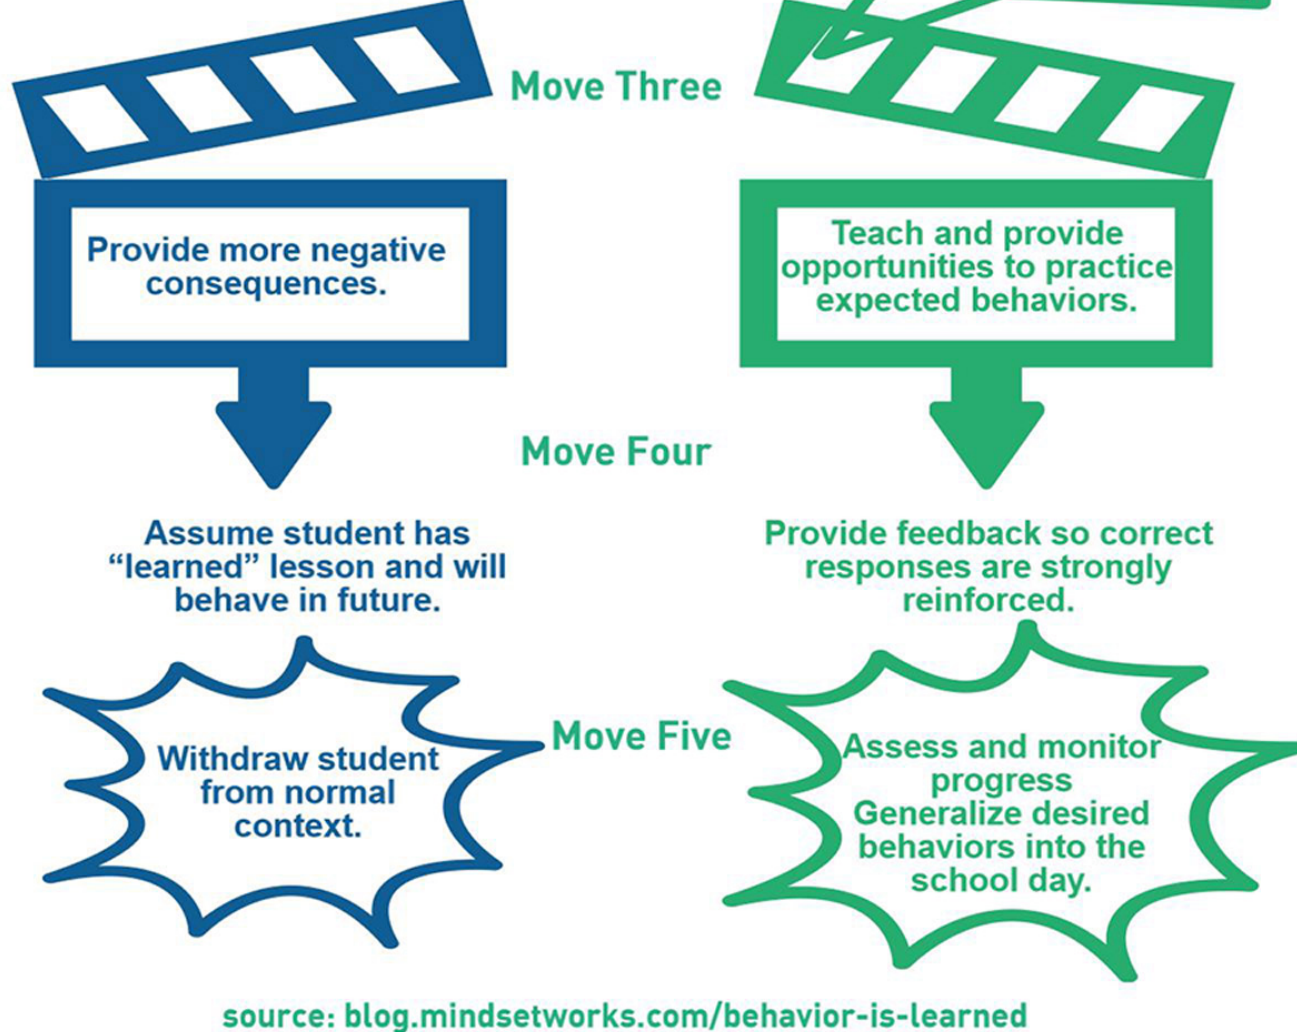 Move Three
Provide more negative
consequences.
Teach and provide
opportunities to practice
expected behaviors.
Move Four
Assume student has
“learned” lesson and will
behave in future.
Provide feedback so correct
responses are strongly
reinforced.
Move Five
Withdraw student
from normal
context.
Assess and monitor
progress
Generalize desired
behaviors into the
school day.
source: blog.mindsetworks.com/behavior-is-learned